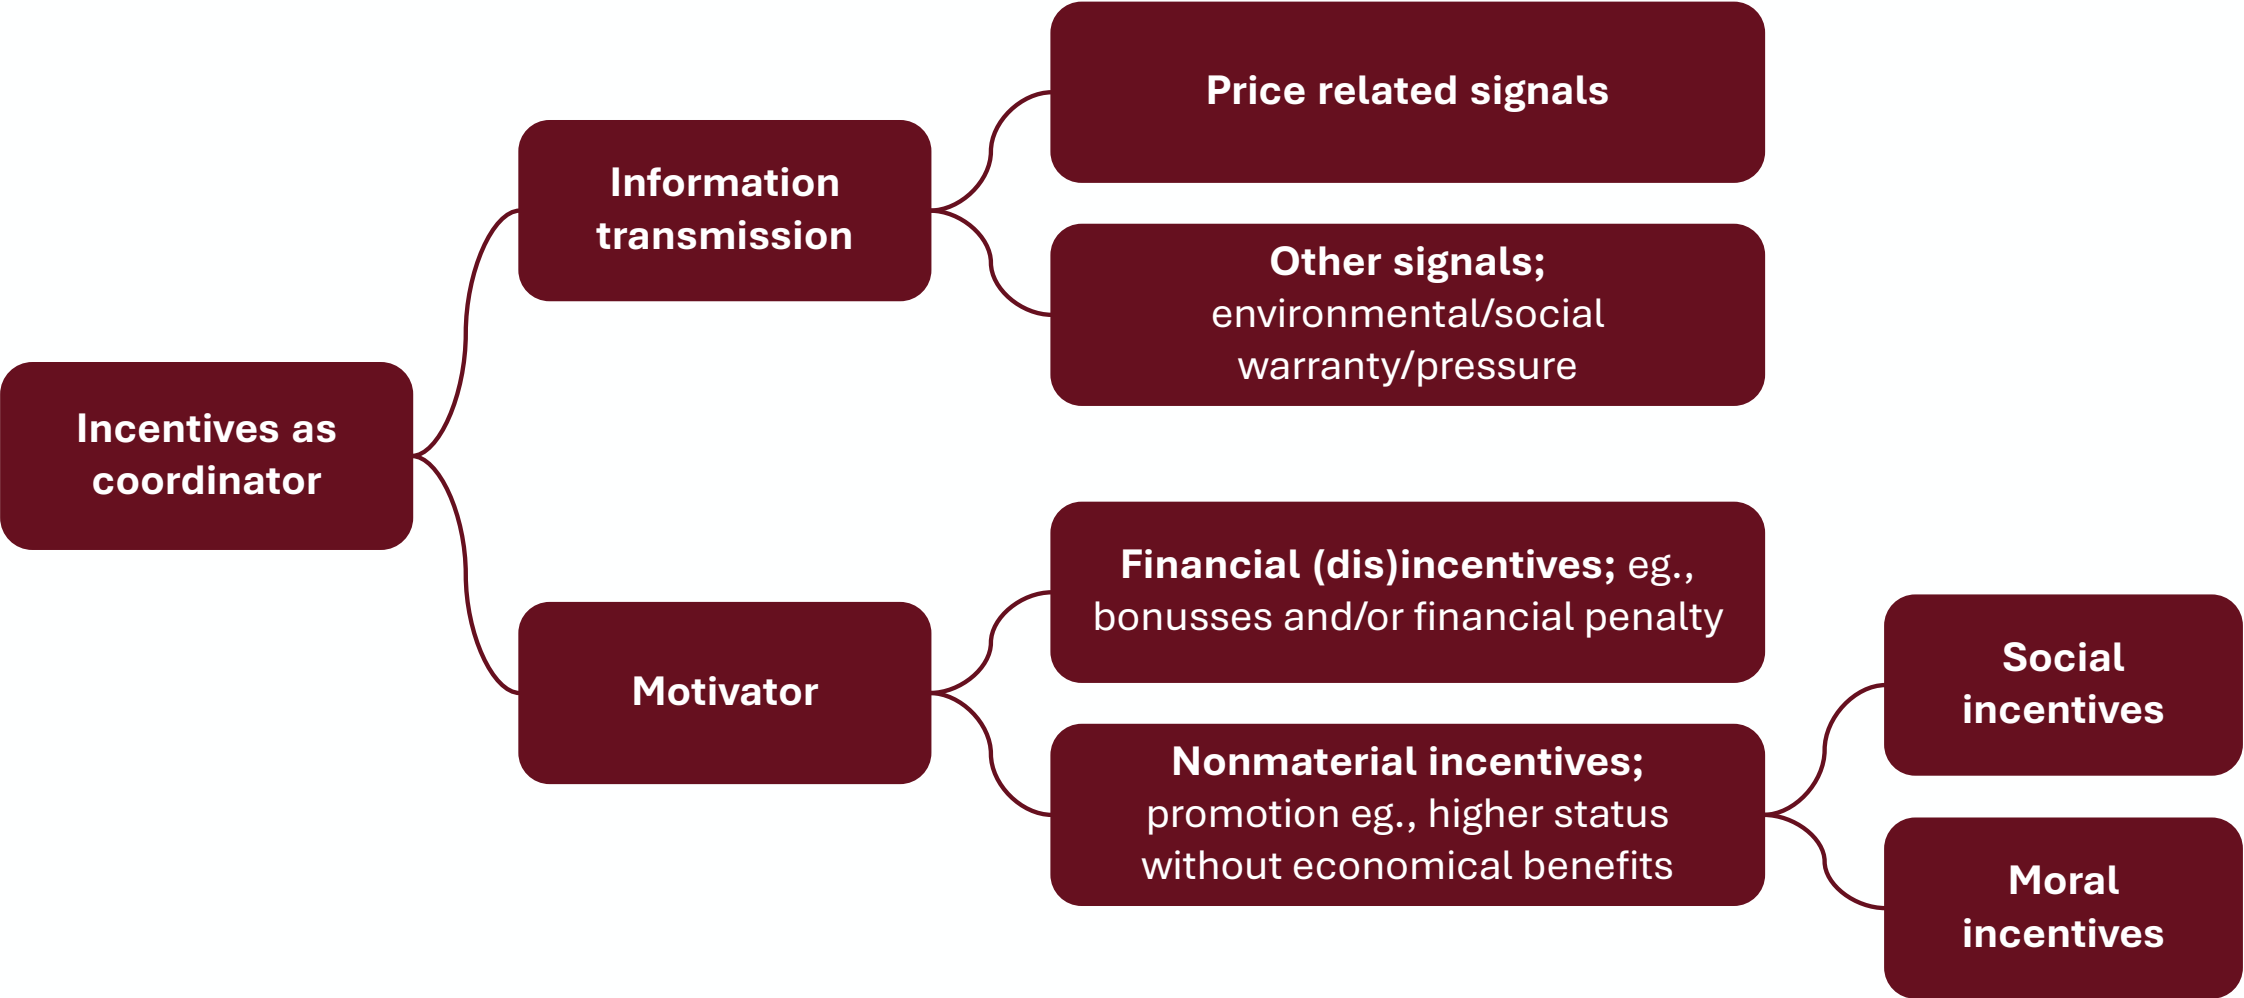 Price related signals
Information
transmission
Other signals;
environmental/social
warranty/pressure
Incentives as
coordinator
Financial (dis)incentives; eg.,
bonusses and/or financial penalty
Motivator
Nonmaterial incentives;
promotion eg., higher status
without economical benefits
Social
incentives
Moral
incentives